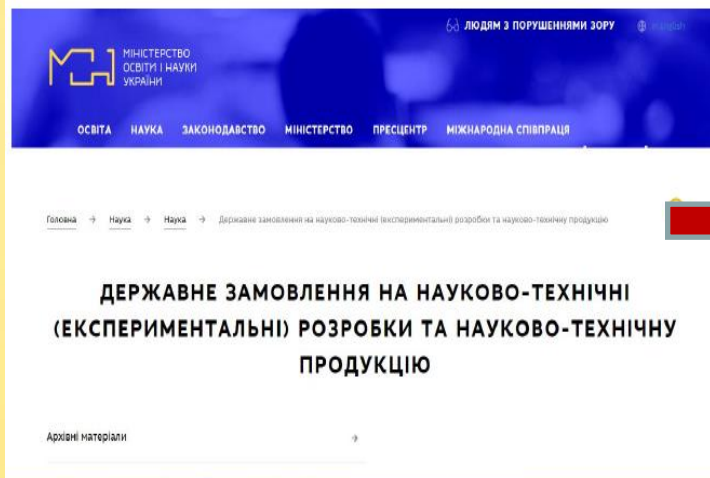 ЛЮДЯМ З ПОРУШЕННЯМИ ЗОРУ
In English
МІНІСТЕРСТВО
ОСВІТИ І НАУКИ
УКРАЇНИ
ОСВІТА НАУКА ЗАКОНОДАВСТВО МІНІСТЕРСТВО ПРЕСЦЕНТР МІЖНАРОДНА СПІВПРАЦЯ
Головна → Наука → Наука → Державне замовлення на науково-технічні (експериментальні) розробки та науково-технічну продукцію
ДЕРЖАВНЕ ЗАМОВЛЕННЯ НА НАУКОВО-ТЕХНІЧНІ
(ЕКСПЕРИМЕНТАЛЬНІ) РОЗРОБКИ ТА НАУКОВО-ТЕХНІЧНУ
ПРОДУКЦІЮ
Архівні матеріали →